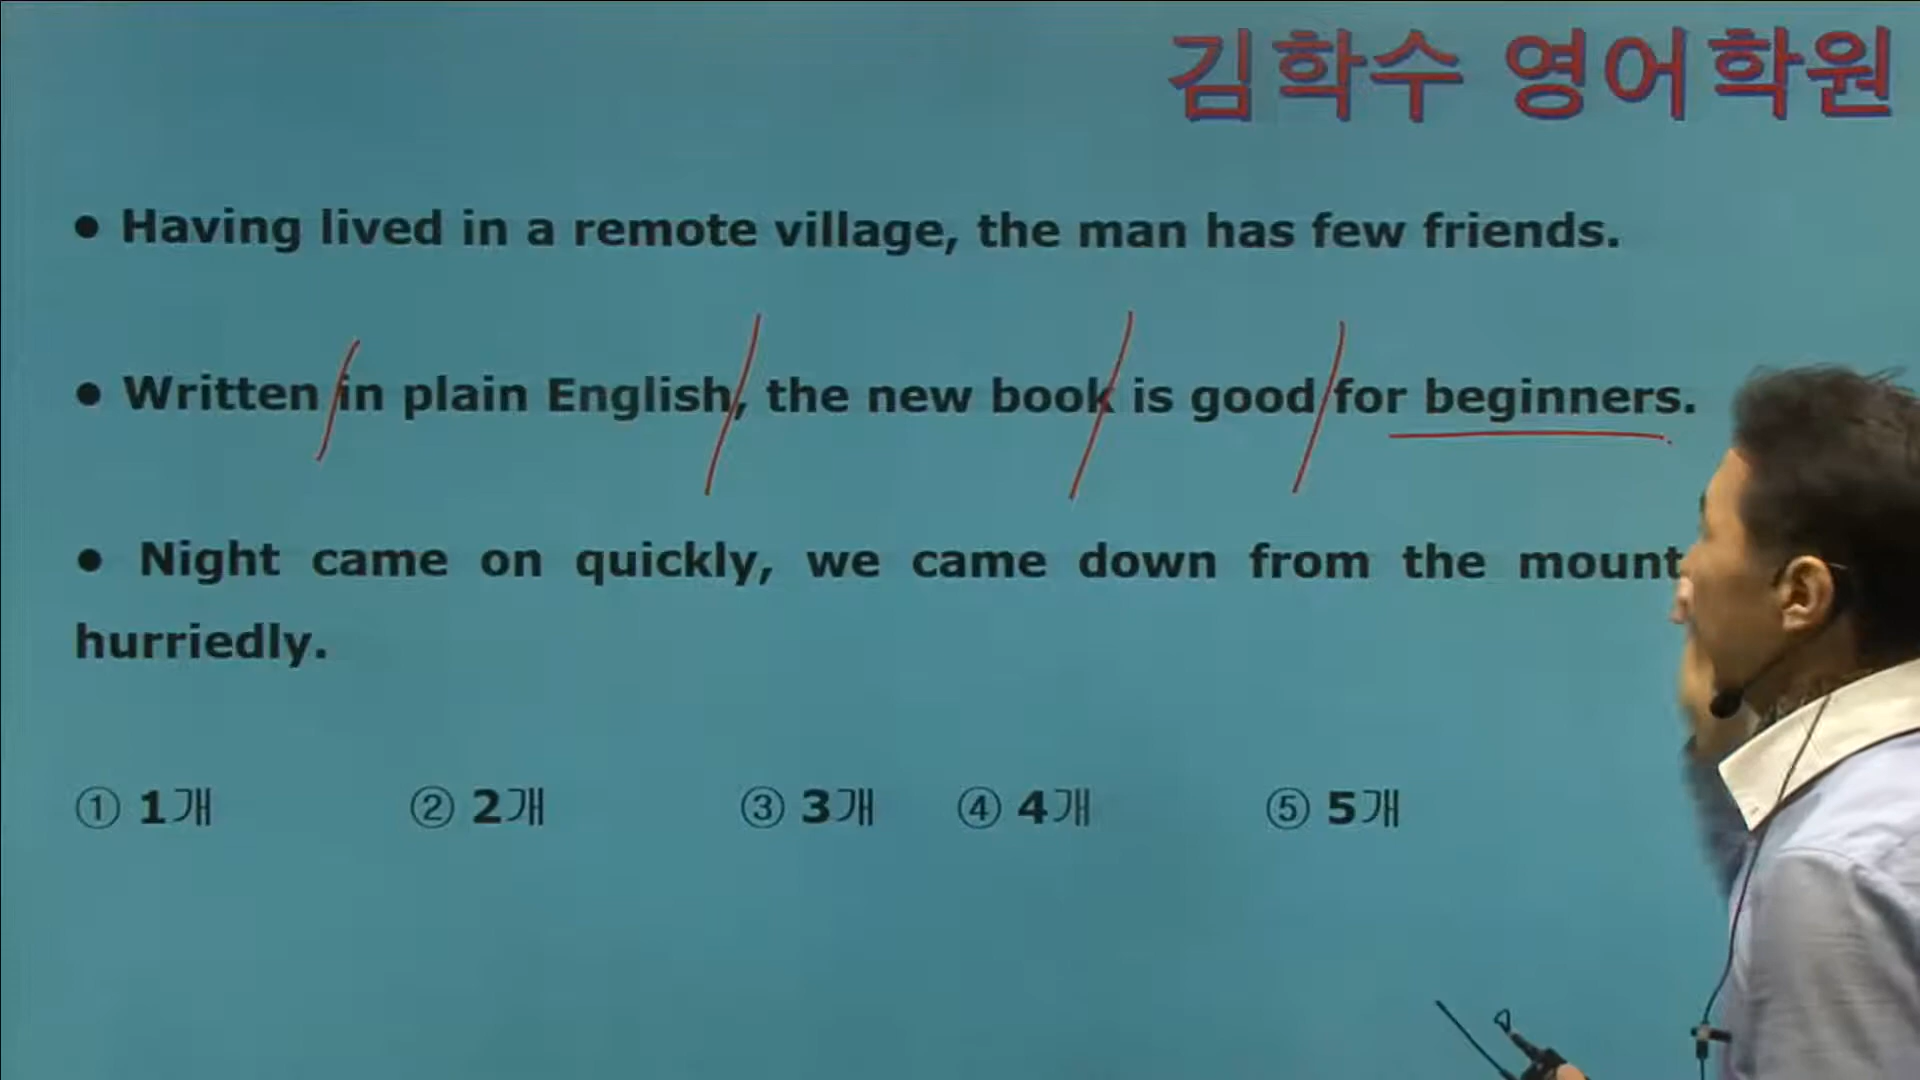 김학수 영어학원
● Having lived in a remote village, the man has few friends.
● Written in plain English, the new book is good for beginners.
● Night came on quickly, we came down from the mount
hurriedly.
① 1개 ② 2개 ③ 3개 ④ 4개 ⑤ 5개